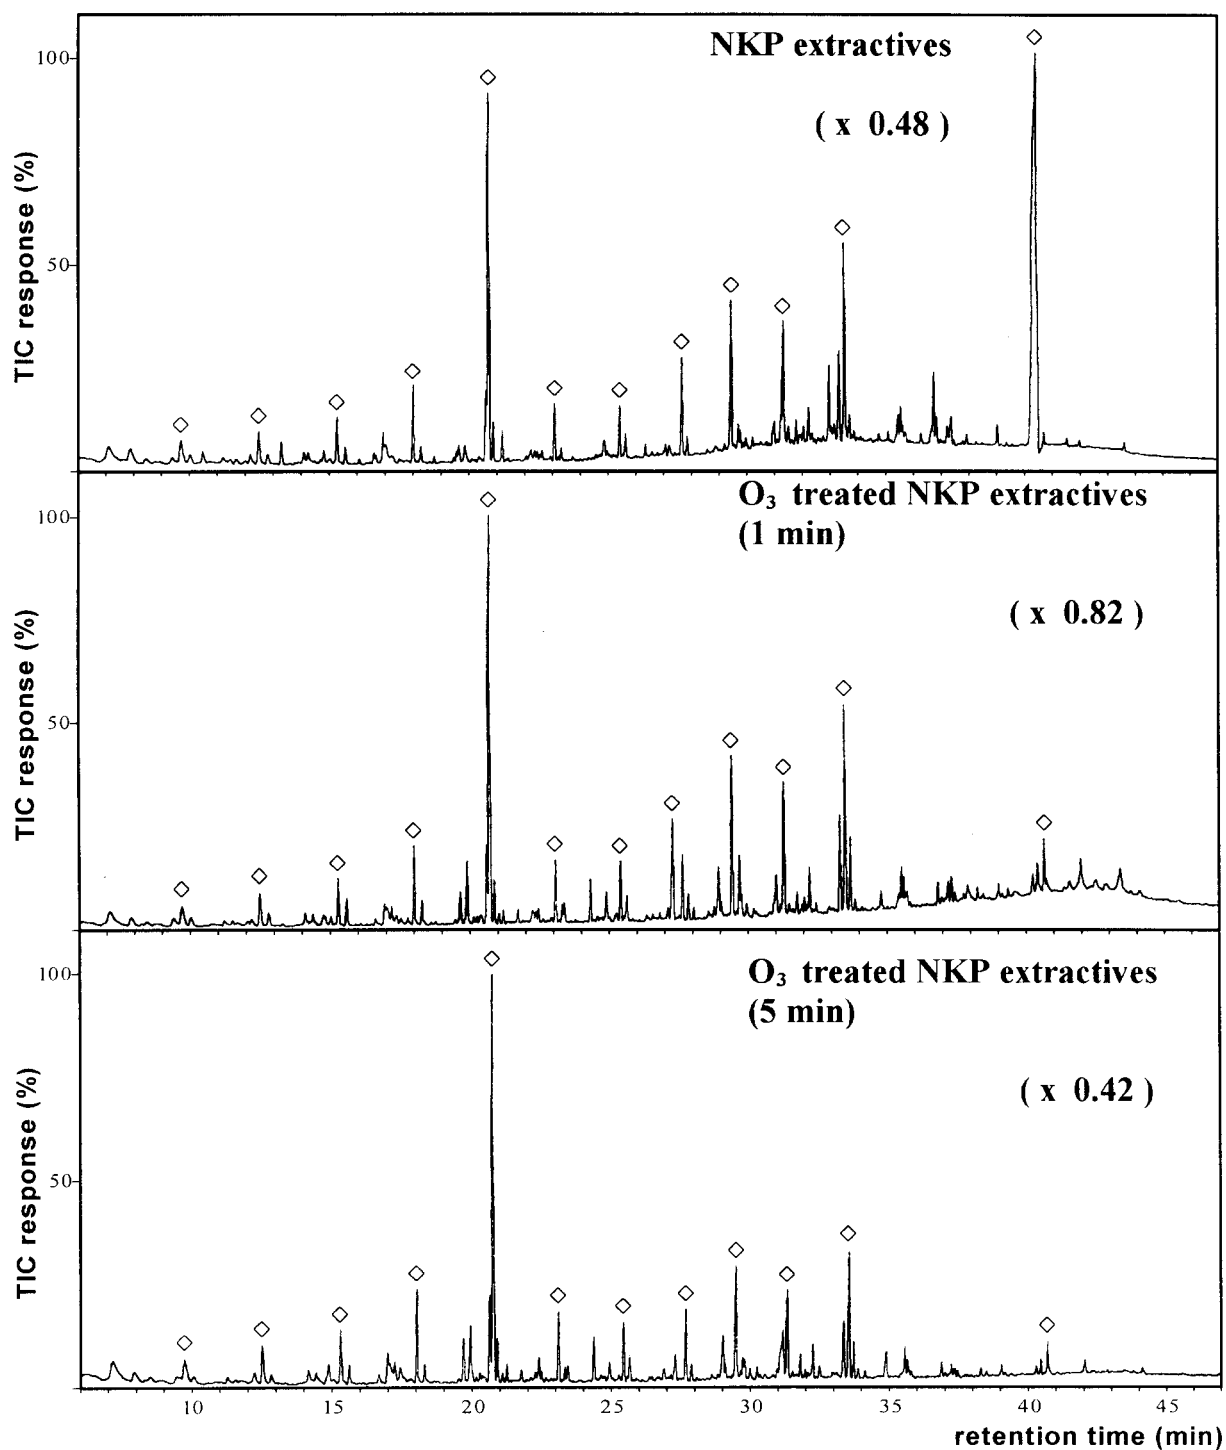 NKP extractives
( x 0.48 )
100
50
TIC response (%)
O₃ treated NKP extractives
(1 min)
( x 0.82 )
100
50
TIC response (%)
O₃ treated NKP extractives
(5 min)
( x 0.42 )
100
50
TIC response (%)
10 15 20 25 30 35 40 45
retention time (min)